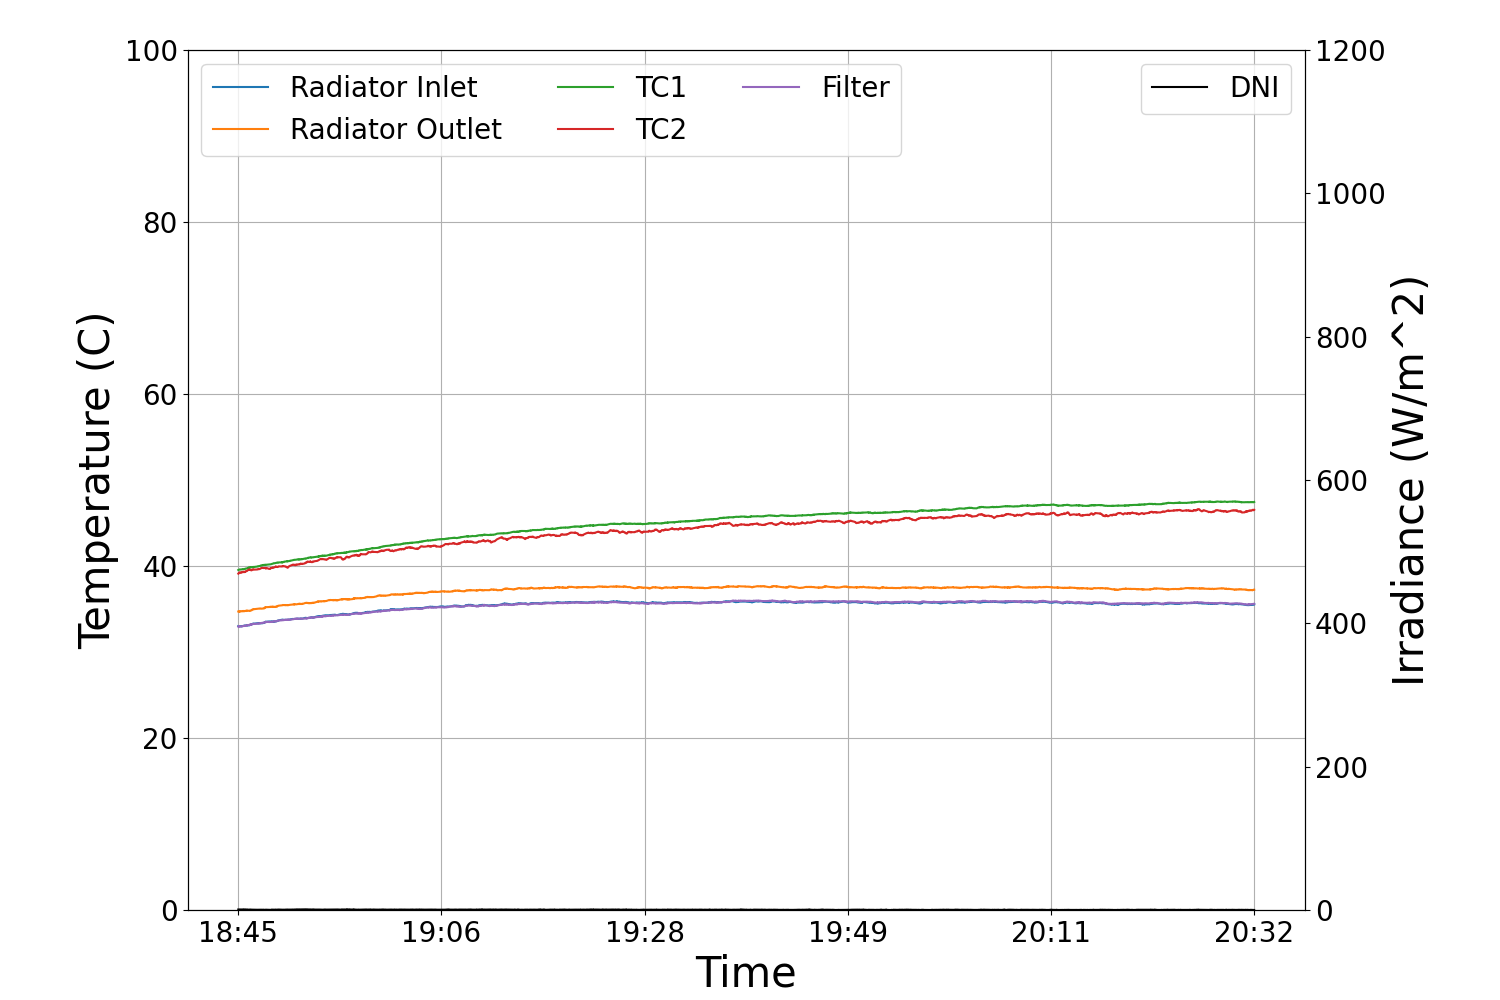 Temperature (C)
100
80
60
40
20
0
Radiator Inlet
Radiator Outlet
TC1
TC2
Filter
DNI
1200
1000
800
600
400
200
0
Irradiance (W/m^2)
18:45 19:06 19:28 19:49 20:11 20:32
Time